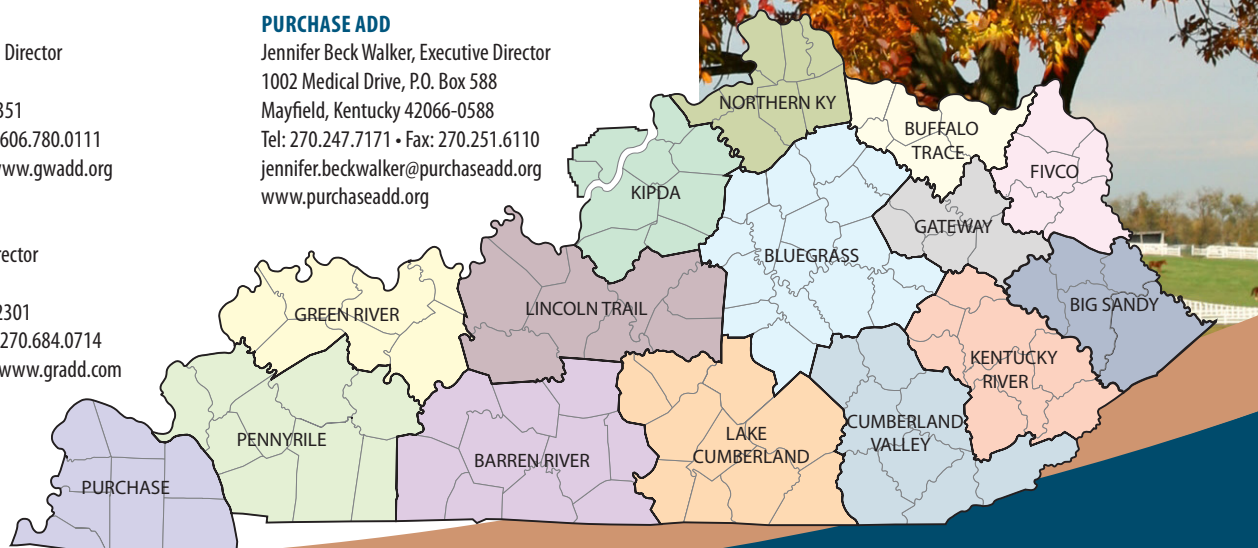 Director
351
606.780.0111
www.gwadd.org
rector
2301
270.684.0714
www.gradd.com
PURCHASE ADD
Jennifer Beck Walker, Executive Director
1002 Medical Drive, P.O. Box 588
Mayfield, Kentucky 42066-0588
Tel: 270.247.7171 • Fax: 270.251.6110
jennifer.beckwalker@purchaseadd.org
www.purchaseadd.org
NORTHERN KY
BUFFALO
TRACE
FIVCO
KIPDA
GATEWAY
BLUEGRASS
LINCOLN TRAIL
GREEN RIVER
BIG SANDY
KENTUCKY
RIVER
PENNYRILE
BARREN RIVER
LAKE
CUMBERLAND
CUMBERLAND
VALLEY
PURCHASE